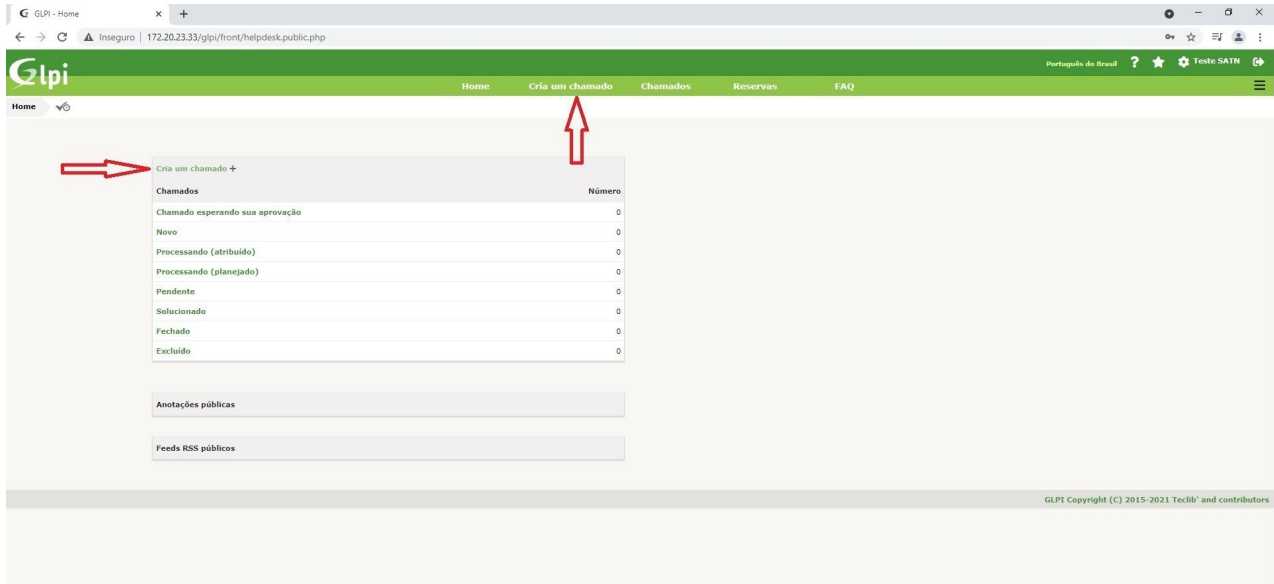 GLPI - Home
Inseguro | 172.20.23.33/glpi/front/helpdesk.public.php
Glpi
Português do Brasil ? Teste SATN
Home Cria um chamado Chamados Reservas FAQ
Home
Cria um chamado +
Chamados Número
Chamado esperando sua aprovação 0
Novo 0
Processando (atribuído) 0
Processando (planejado) 0
Pendente 0
Solucionado 0
Fechado 0
Excluído 0
Anotações públicas
Feeds RSS públicos
GLPI Copyright (C) 2015-2021 Teclib' and contributors